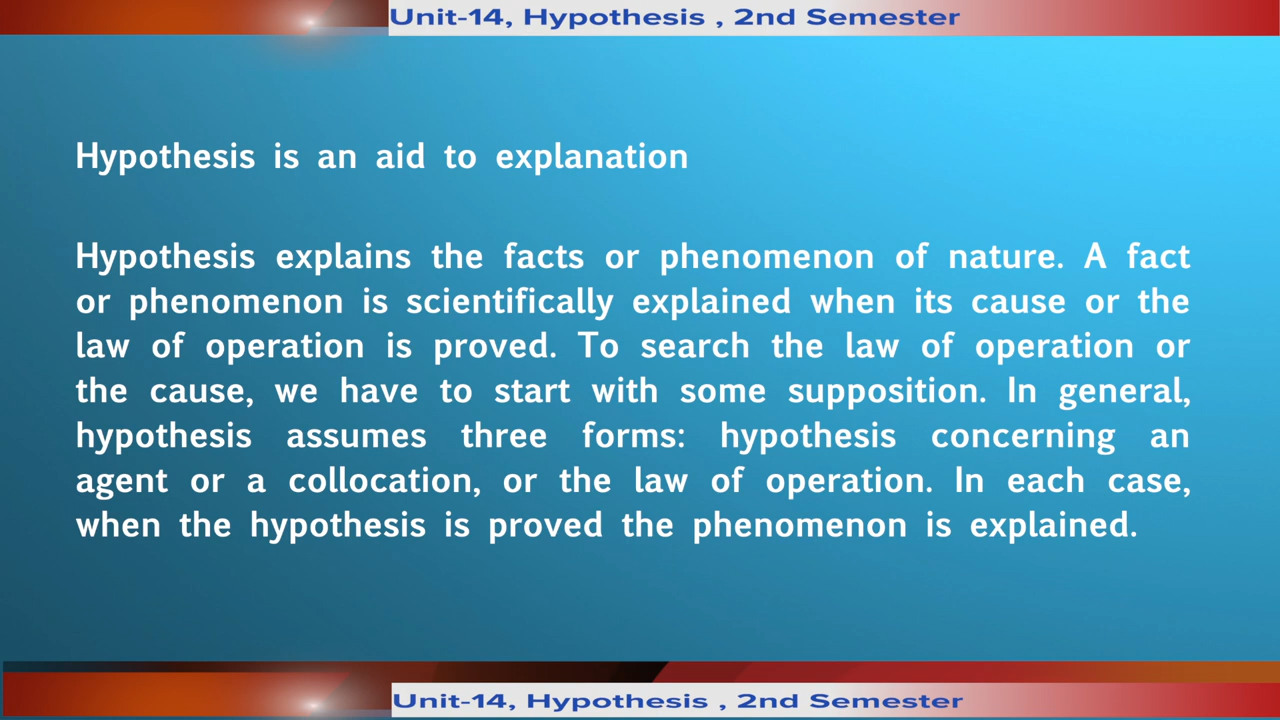 Unit-14, Hypothesis , 2nd Semester
Hypothesis is an aid to explanation
Hypothesis explains the facts or phenomenon of nature. A fact
or phenomenon is scientifically explained when its cause or the
law of operation is proved. To search the law of operation or
the cause, we have to start with some supposition. In general,
hypothesis assumes three forms: hypothesis concerning an
agent or a collocation, or the law of operation. In each case,
when the hypothesis is proved the phenomenon is explained.
Unit-14, Hypothesis , 2nd Semester